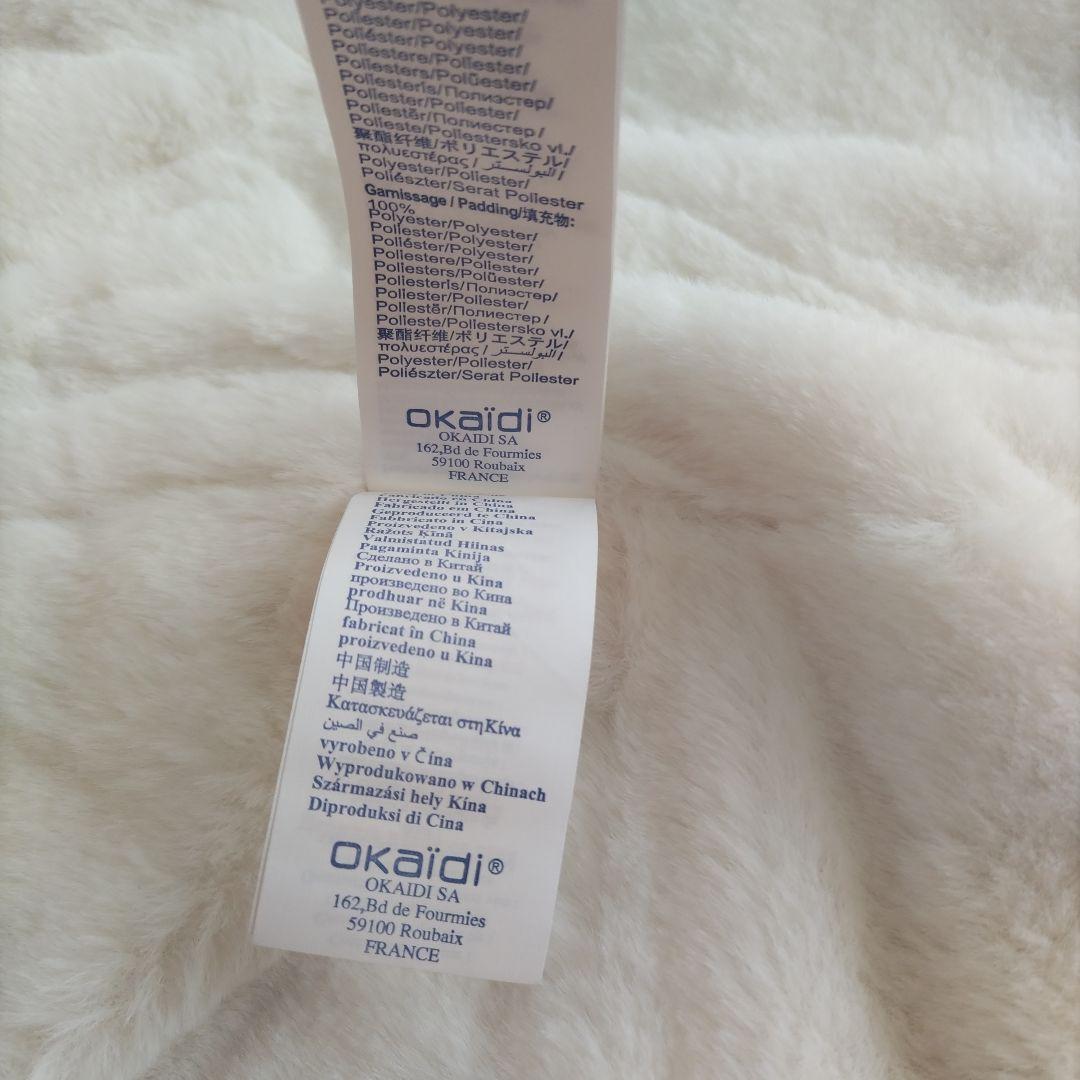 Polyester/Polyester/
Poliester/Polyester/
Poliéster/Polyester/
Poliestere/Poliester/
Poliesters/Polüester/
Poliesteris/Полиэстер/
Poliester/Poliester/
Poliestër/Полиестер/
Polieste/Poliestersko vl./
聚酯纤维/ポリエステル/
πολυεστέρας / البوليستر/
Polyester/Poliester/
Poliészter/Serat Poliester
Garnissage / Padding/填充物:
100%
Polyester/Polyester/
Poliester/Polyester/
Poliéster/Polyester/
Poliestere/Poliester/
Poliesters/Polüester/
Poliesteris/Полиэстер/
Poliester/Poliester/
Poliestër/Полиестер/
Polieste/Poliestersko vl./
聚酯纤维/ポリエステル/
πολυεστέρας / البوليستر/
Polyester/Poliester/
Poliészter/Serat Poliester
OKaïdi®
OKAIDI SA
162,Bd de Fourmies
59100 Roubaix
FRANCE
Hergestellt in China
Fabricado em China
Geproduceerd te China
Fabbricato in Cina
Proizvedeno v Kitajska
Ražots Ķīnā
Valmistatud Hiinas
Pagaminta Kinija
Сделано в Китай
Proizvedeno u Kina
произведено во Кина
prodhuar në Kina
Произведено в Китай
fabricat în China
proizvedeno u Kina
中国制造
中国製造
Κατασκευάζεται στη Κίνα
صنع في الصين
vyrobeno v Čína
Wyprodukowano w Chinach
Származási hely Kína
Diproduksi di Cina
OKaïdi®
OKAIDI SA
162,Bd de Fourmies
59100 Roubaix
FRANCE